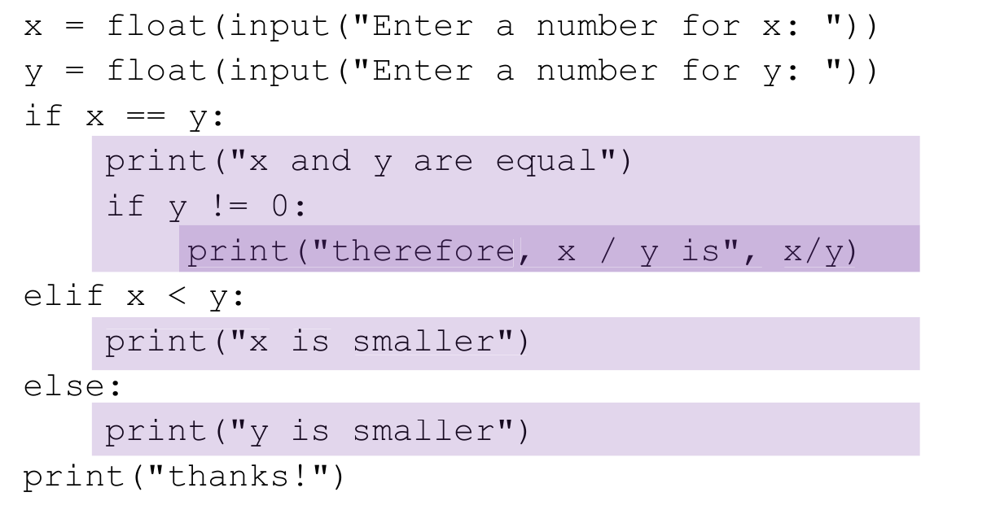 x = float(input("Enter a number for x: "))
y = float(input("Enter a number for y: "))
if x == y:
    print("x and y are equal")
    if y != 0:
        print("therefore, x / y is", x/y)
elif x < y:
    print("x is smaller")
else:
    print("y is smaller")
print("thanks!")